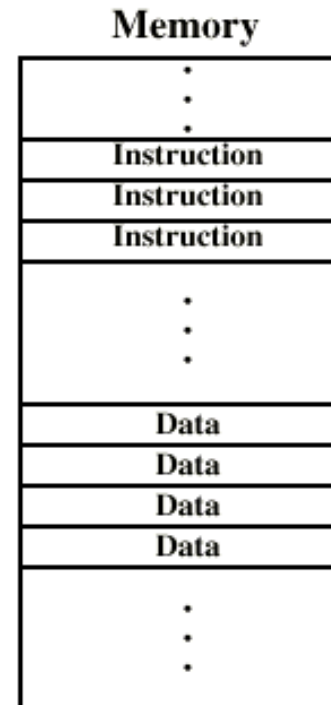 Memory
.
.
.
Instruction
Instruction
Instruction
.
.
.
Data
Data
Data
Data
.
.
.